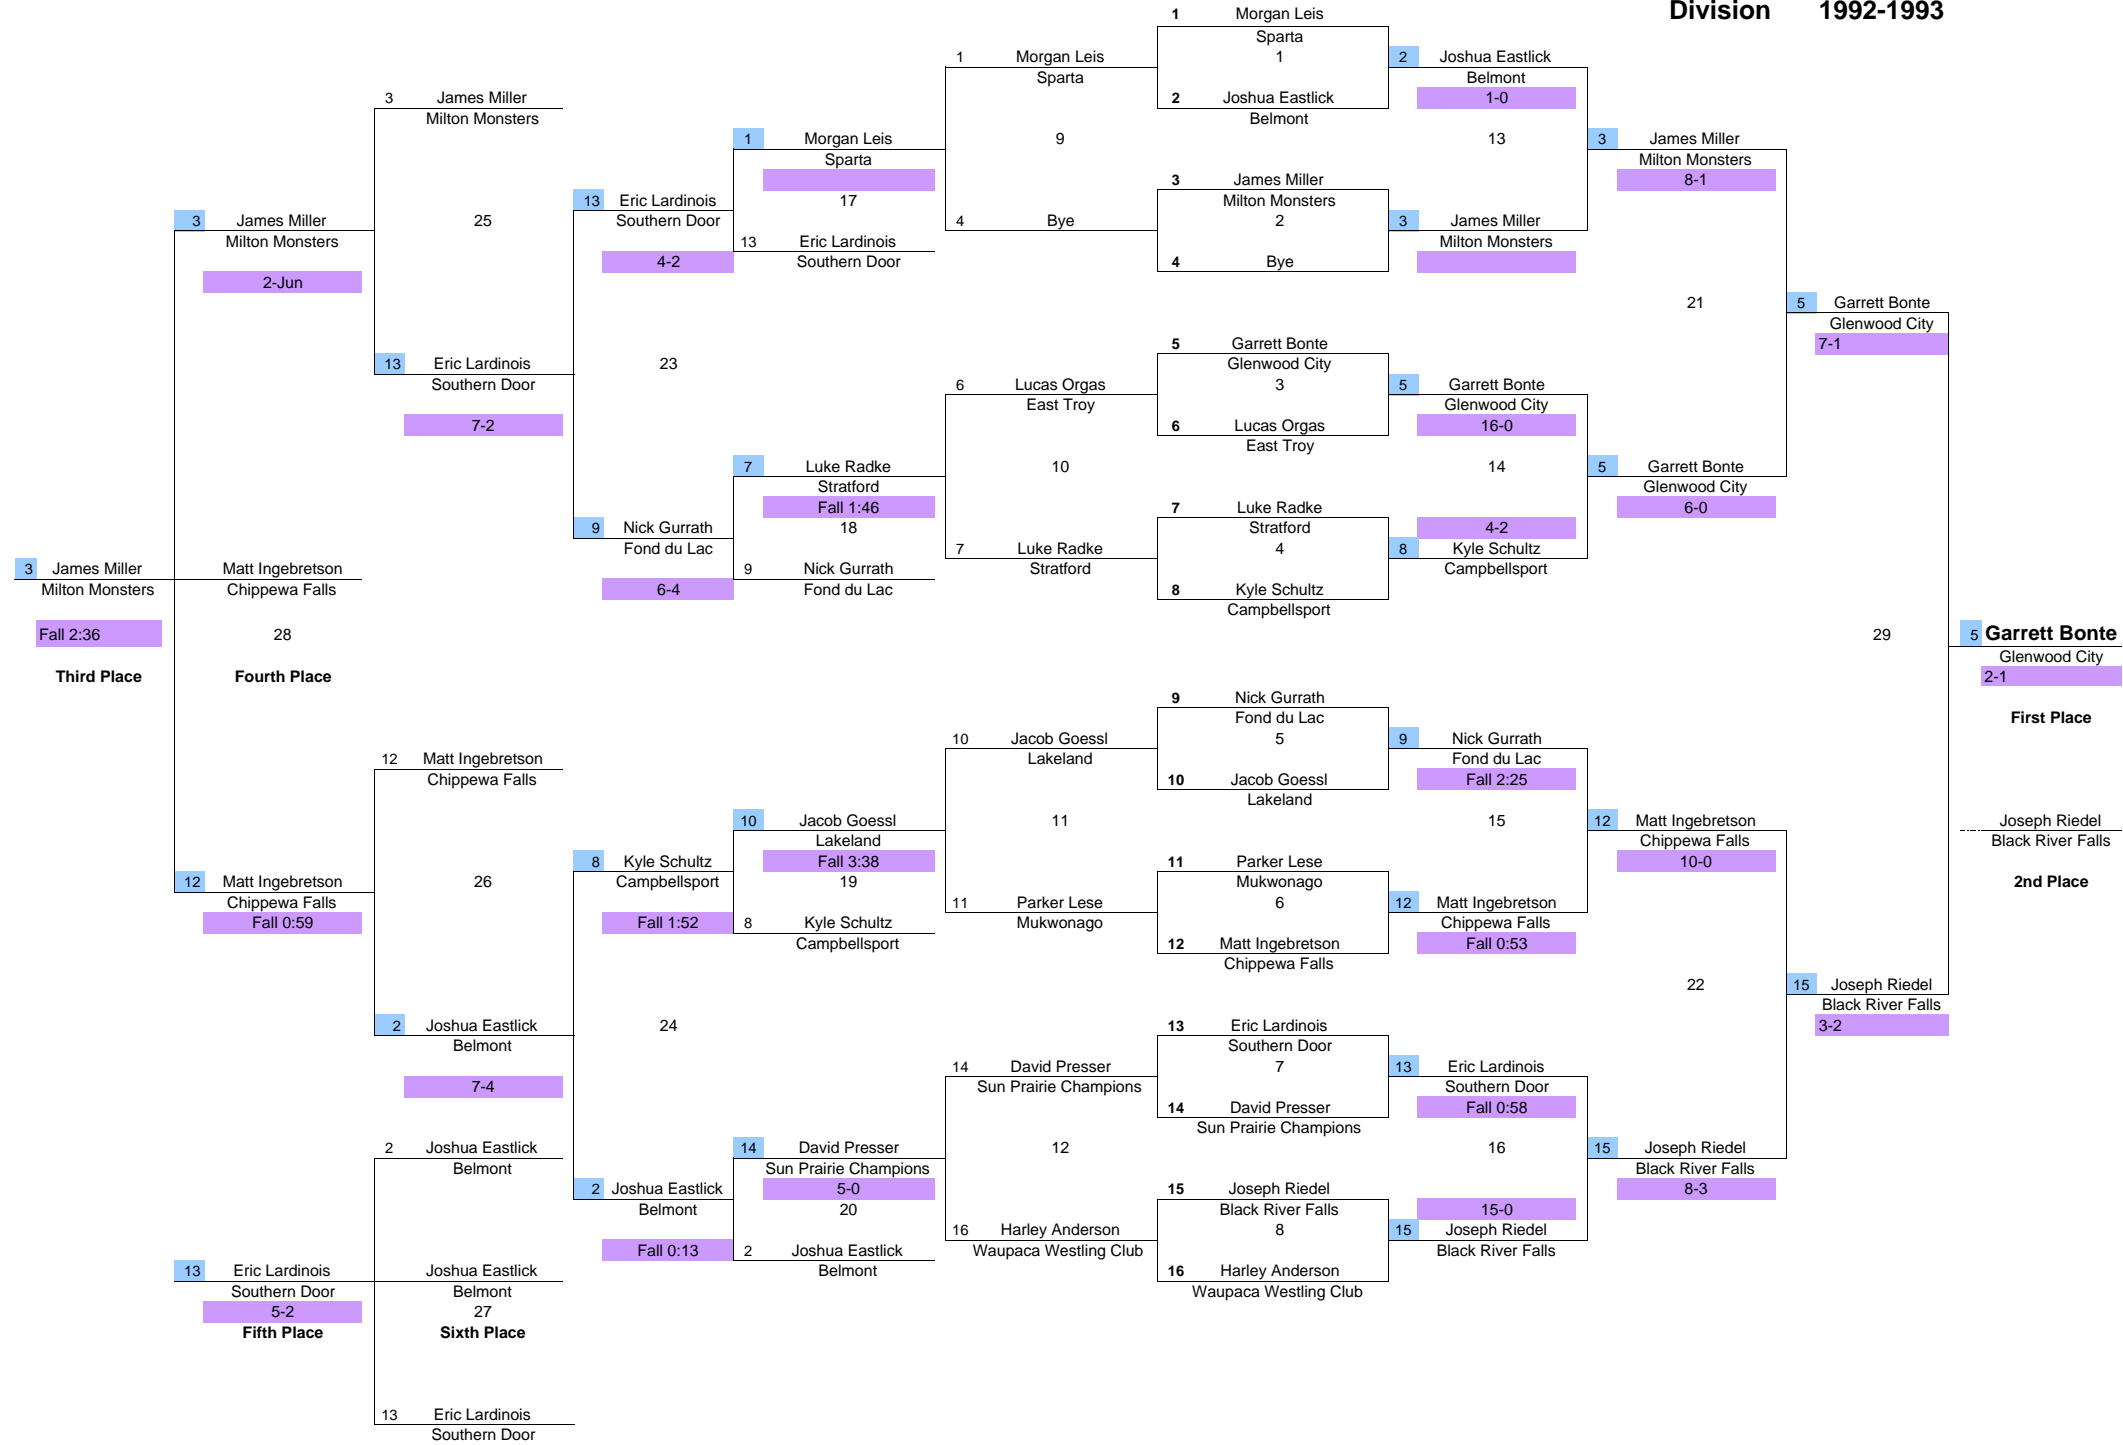 Division 1992-1993
1 Morgan Leis
Sparta
1 Morgan Leis 1 2 Joshua Eastlick
Sparta Belmont
3 James Miller 2 Joshua Eastlick 1-0
Milton Monsters Belmont
1 Morgan Leis 9 13 3 James Miller
Sparta Milton Monsters
3 James Miller 8-1
13 Eric Lardinois 17 Milton Monsters
3 James Miller 25 Southern Door 4 Bye 2 3 James Miller
Milton Monsters 13 Eric Lardinois Milton Monsters
4-2 Southern Door 4 Bye
2-Jun
21 5 Garrett Bonte
Glenwood City
5 Garrett Bonte 7-1
13 Eric Lardinois 23 Glenwood City
Southern Door 6 Lucas Orgas 3 5 Garrett Bonte
East Troy Glenwood City
7-2 6 Lucas Orgas 16-0
East Troy
7 Luke Radke 10 14 5 Garrett Bonte
Stratford Glenwood City
Fall 1:46 7 Luke Radke 6-0
9 Nick Gurrath 18 Stratford 4-2
Fond du Lac 7 Luke Radke 4 8 Kyle Schultz
3 James Miller Matt Ingebretson 9 Nick Gurrath Stratford Campbellsport
Milton Monsters Chippewa Falls 6-4 Fond du Lac 8 Kyle Schultz
Campbellsport
Fall 2:36 28 29 5 Garrett Bonte
Glenwood City
Third Place Fourth Place 2-1
9 Nick Gurrath
Fond du Lac First Place
10 Jacob Goessl 5 9 Nick Gurrath
12 Matt Ingebretson Lakeland Fond du Lac
Chippewa Falls 10 Jacob Goessl Fall 2:25
Lakeland
10 Jacob Goessl 11 15 12 Matt Ingebretson Joseph Riedel
Lakeland Chippewa Falls Black River Falls
8 Kyle Schultz Fall 3:38 11 Parker Lese 10-0
12 Matt Ingebretson 26 Campbellsport 19 Mukwonago 2nd Place
Chippewa Falls 11 Parker Lese 6 12 Matt Ingebretson
Fall 0:59 Fall 1:52 8 Kyle Schultz Mukwonago Chippewa Falls
Campbellsport 12 Matt Ingebretson Fall 0:53
Chippewa Falls
22 15 Joseph Riedel
Black River Falls
2 Joshua Eastlick 24 13 Eric Lardinois 3-2
Belmont Southern Door
14 David Presser 7 13 Eric Lardinois
7-4 Sun Prairie Champions Southern Door
14 David Presser Fall 0:58
Sun Prairie Champions
2 Joshua Eastlick 14 David Presser 12 16 15 Joseph Riedel
Belmont Sun Prairie Champions Black River Falls
2 Joshua Eastlick 5-0 15 Joseph Riedel 8-3
Belmont 20 Black River Falls 15-0
16 Harley Anderson 8 15 Joseph Riedel
Fall 0:13 2 Joshua Eastlick Waupaca Westling Club Black River Falls
13 Eric Lardinois Joshua Eastlick Belmont 16 Harley Anderson
Southern Door Belmont Waupaca Westling Club
5-2 27
Fifth Place Sixth Place
13 Eric Lardinois
Southern Door